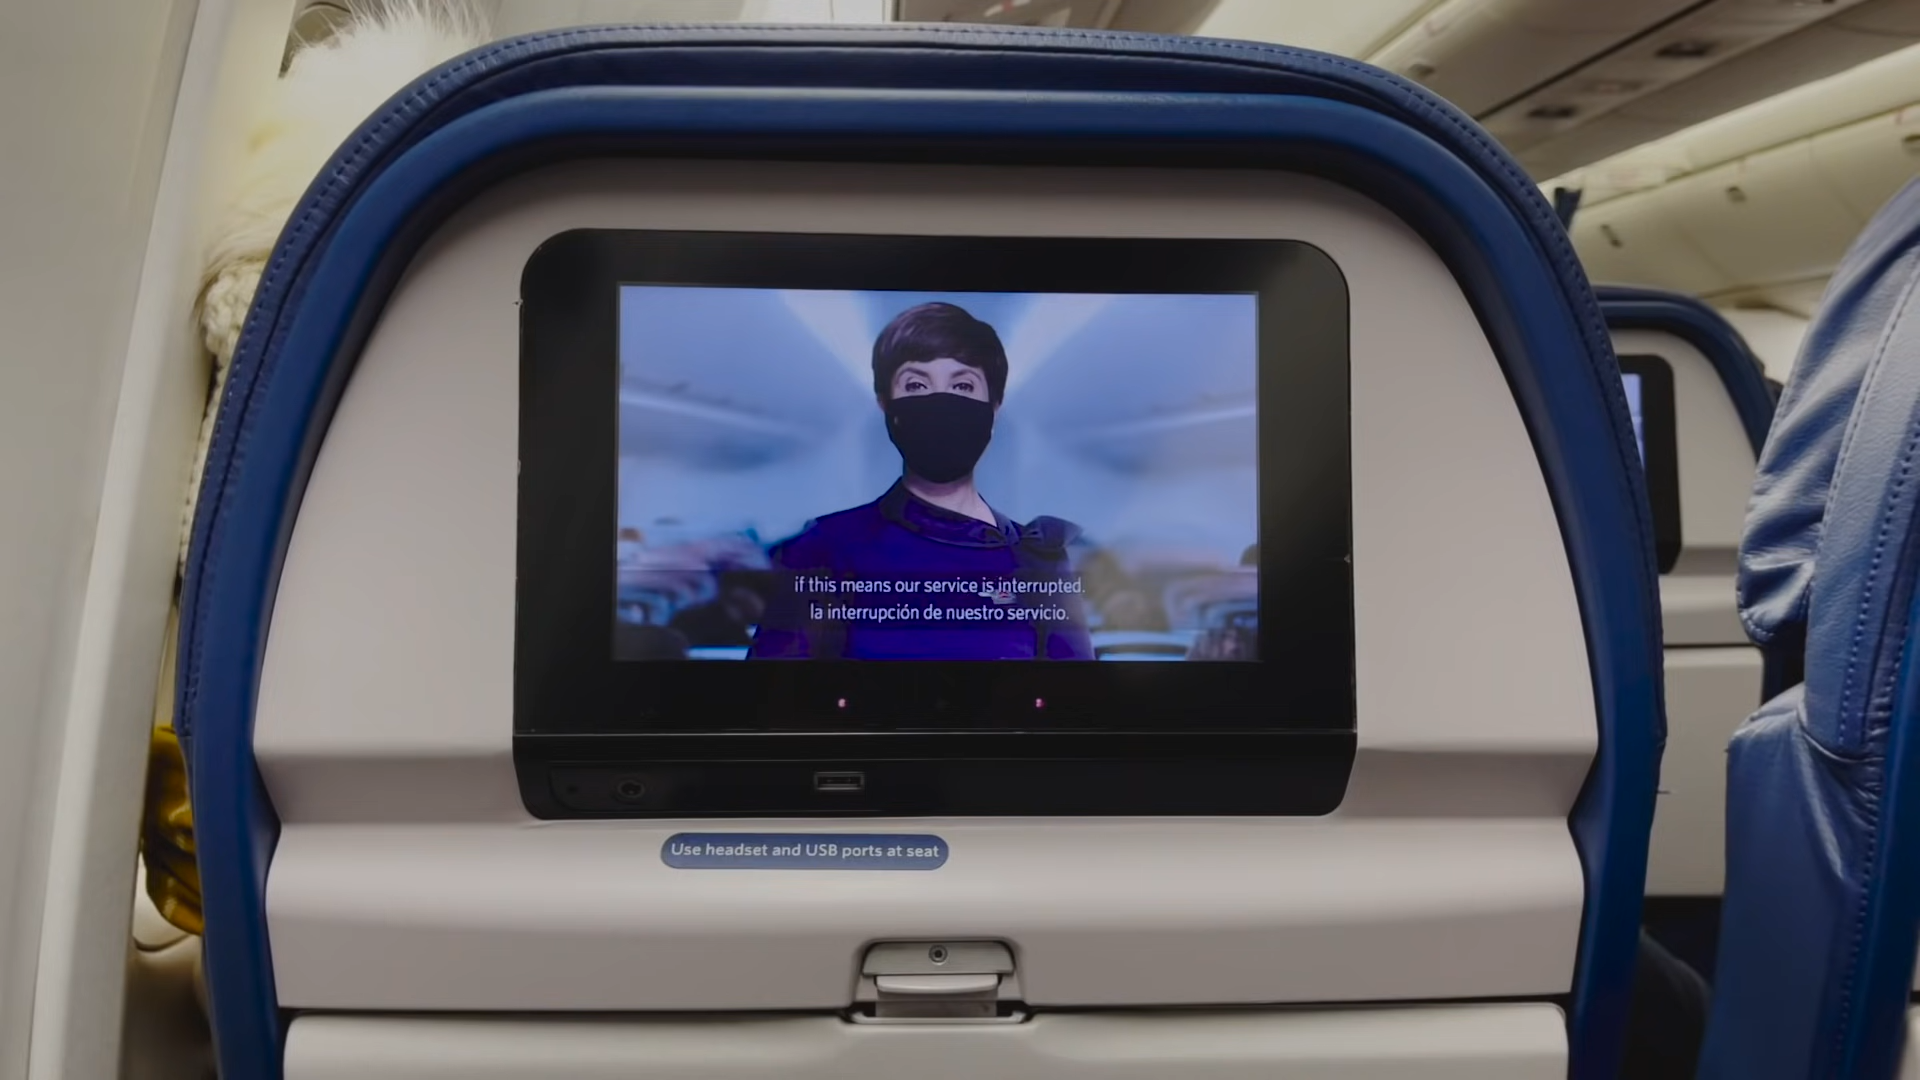 if this means our service is interrupted.
la interrupción de nuestro servicio.
Use headset and USB ports at seat